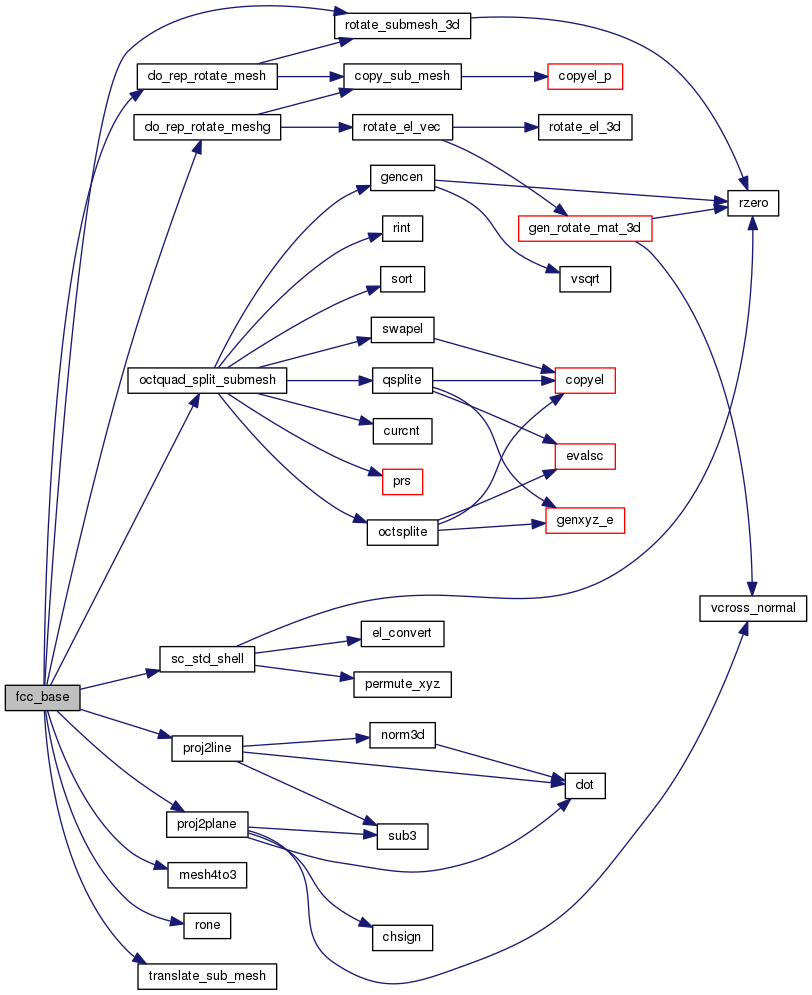 rotate_submesh_3d
do_rep_rotate_mesh
copy_sub_mesh
copyel_p
do_rep_rotate_meshg
rotate_el_vec
rotate_el_3d
gencen
rzero
rint
gen_rotate_mat_3d
sort
vsqrt
swapel
octquad_split_submesh
qsplite
copyel
curcnt
evalsc
prs
octsplite
genxyz_e
vcross_normal
el_convert
sc_std_shell
permute_xyz
fcc_base
norm3d
proj2line
dot
proj2plane
sub3
mesh4to3
rone
chsign
translate_sub_mesh